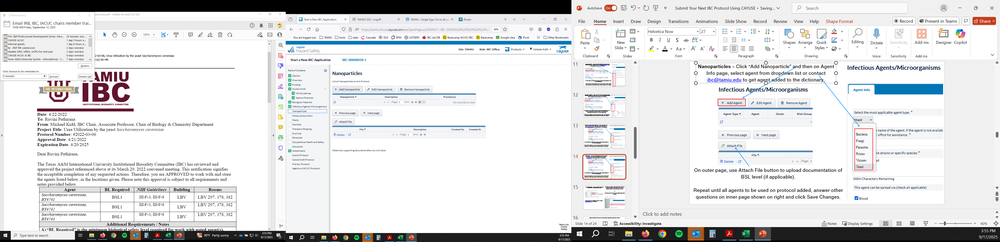 16 Reminder(s)
Email IRB, IBC, IACUC chairs member trai...
10:00 AM Friday, September 12, 2025
FW: QEP Professional Development Series: Intro... 25 minutes ove...
CAYUSE IACUC 1 day 5 hours o...
internal grants 1 day 6 hours o...
Ke - NSF ERI submission 2 days overdue
Update URG, URDA, UCPG for next year 2 days overdue
CAYUSE IACUC & IBC 6 days overdue
Texas A&M University System - International - C... 7 days overdue
Dismiss
Click Snooze to be reminded in:
5 minutes Snooze Dismiss All
erevisiae.pdf - Adobe Acrobat (32-bit)
145%
2-03-06, Urea Utilization by the yeast Saccharomyces cerevisiae
2:02:59 PM
THE INTERNATIONAL
TAMIU
IBC
INSTITUTIONAL BIOSAFETY COMMITTEE
Date: 4/22/2022
To: Ruvini Pathirana
From: Michael Kidd, IBC Chair, Associate Professor, Chair of Biology & Chemistry Department
Project Title: Urea Utilization by the yeast Saccharomyces cerevisiae
Protocol Number: #2022-03-06
Approval Date: 4/21/2022
Expiration Date: 4/20/2025
Dear Ruvini Pathirana,
The Texas A&M International University Institutional Biosafety Committee (IBC) has reviewed and
approved the project referenced above at its March 29, 2022 convened meeting. This notification signifies
the acceptable completion of any requested actions. Therefore, you are APPROVED to work with and store
the agents listed below, in the locations given. Please note this approval is subject to all requirements and
notes provided below.
Agent BL Required NIH Guidelines Building Rooms
Saccharomyces cerevisiae, BY4741 BSL1 III-F-3, III-F-8 LBV LBV 297, 378, 382
Saccharomyces cerevisiae, BY4742 BSL1 III-F-3, III-F-8 LBV LBV 297, 378, 382
Saccharomyces cerevisiae, BY4743 BSL1 III-F-3, III-F-8 LBV LBV 297, 378, 382
Additional Requirements / Notes
A) "BL Required" is the minimum biological safety level required for work with noted agent(s).
Type here to search
90°F Partly sunny
3:55 PM
9/17/2025
Start a New IBC Application
TAMUS SSO : Logoff
TAMIU :: Single Sign-On to all yo
Roster
https://tamiur4.uat.cayuse.com/esOpenPage.wc?400627~IBC-00000028%20%20%20%20% 80%
You are logged out. TAMIU tools stats Cascade SSO SPIN LISTSERV IBC risk DB Basecamp IACUC/IBC Basecamp Google class Pivot Other Bookmarks
cayuse
Hazard Safety
Site: TAMIU Role: IBC Office Products Celeste Kidd cayuse
Start a New IBC Application IBC-00000028 1
Table of Contents
Options
Overview
Funding
Nucleic Acids
NIH Guidelines
Vectors/Plasmids
Biological Materials
Infectious Agents/Microorganisms
Nanoparticles
Whole Animal Work
Plants
Facilities
Transport/Shipping
Dual Use
Personnel
Occupational Health and Safety
Assurance
Attachments
Submit Protocol
Cancel Draft Protocol
Preview Protocol
Agents on IACUC Protocols
Nanoparticles
List all Nanoparticles on this Protocol
Add Nanoparticle Edit Nanoparticle Remove Nanoparticle
Nanoparticle Description Procedures
Page 1 of 0 20 No records to view
Previous page Next page
Attach File
File Description Created On Created At
Delete Page 1 of 0
Attach any supporting documents after you click Save.
Resource
Center
badge
3:55 PM
9/17/2025
AutoSave On Submit Your Next IBC Protocol Using CAYUSE • Saving... Search
File Home Insert Draw Design Transitions Animations Slide Show Record Review View Help Shape Format
Record Present in Teams Share
Paste
New Slide
Helvetica Now 27
B I U S ab AV
A A Aa A A A
Shapes Arrange Quick Styles
Editing Dictate Sensitivity Add-ins Designer Copilot
Clipboard Slides Font Paragraph Drawing Voice Sensitivity Add-ins
11
12
13
14
15
16
Nanoparticles – Click “Add Nanoparticle” and then on Agent
Info page, select agent from dropdown list or contact
ibc@tamiu.edu to get agent added to the dictionary.
Infectious Agents/Microorganisms
Add Agent Edit Agent Remove Agent
Agent Type Agent Strain Risk Group
Previous page Next page
Attach File
File
Delete Page 1
On outer page, use Attach File button to upload documentation of
BSL level (if applicable).
Repeat until all agents to be used on protocol added, answer other
questions on inner page shown on right and click Save Changes.
Infectious Agents/Microorganisms
Agent Info
Select the most applicable agent type. *
Yeast
e name of the agent. If the agent is not availabl
C office for assistance. *
Bacteria
Fungi
Parasites
Prions
Viruses
Yeast
le strains or specific species *
ut
3484 Characters Remaining
This agent can be spread via (check all applicable)
Blood
Click to add notes
Slide 14 of 24 Accessibility: Investigate Notes Display Settings 40%
3:55 PM
9/17/2025